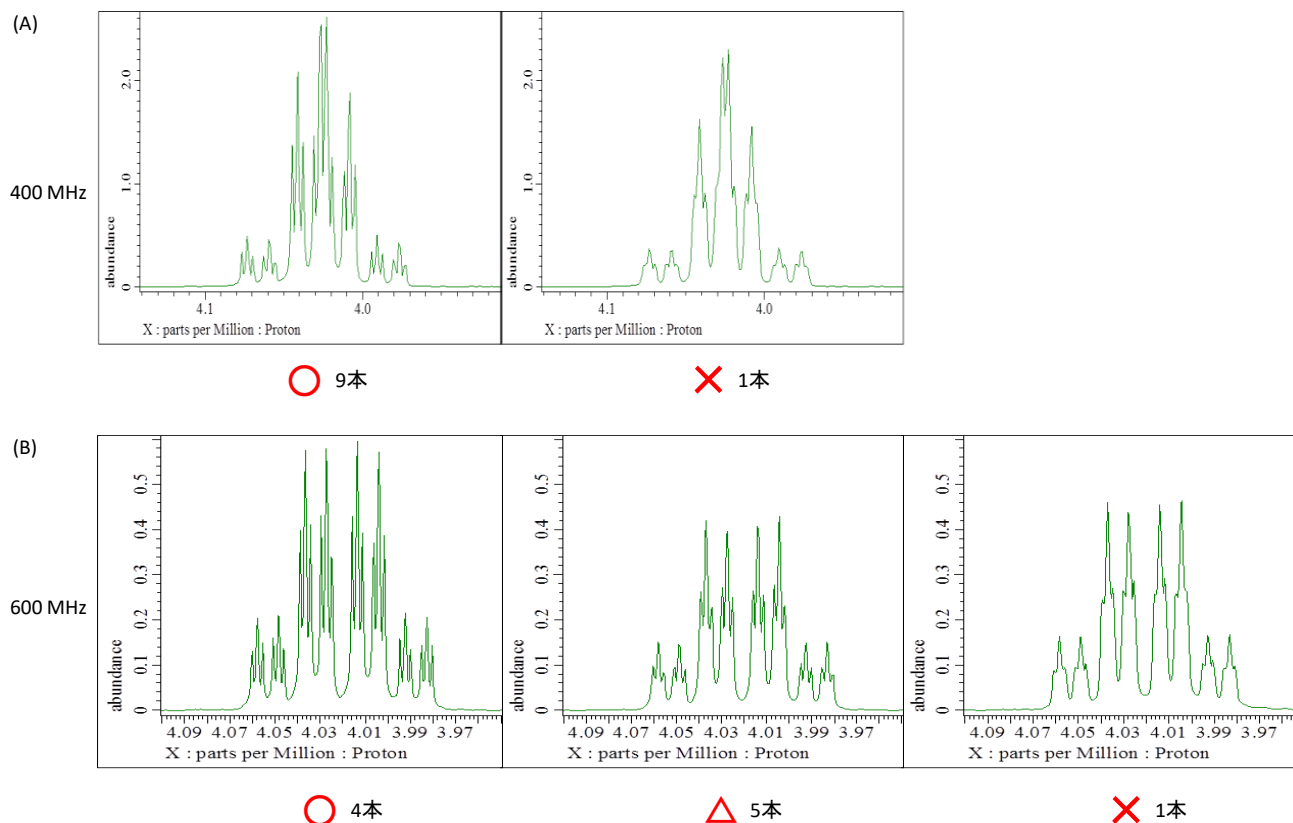 (A)
400 MHz
abundance
0 1.0 2.0
4.1 4.0
X : parts per Million : Proton
abundance
0 1.0 2.0
4.1 4.0
X : parts per Million : Proton
9本
1本
(B)
600 MHz
abundance
0 0.1 0.2 0.3 0.4 0.5
4.09 4.07 4.05 4.03 4.01 3.99 3.97
X : parts per Million : Proton
abundance
0 0.1 0.2 0.3 0.4 0.5
4.09 4.07 4.05 4.03 4.01 3.99 3.97
X : parts per Million : Proton
abundance
0 0.1 0.2 0.3 0.4 0.5
4.09 4.07 4.05 4.03 4.01 3.99 3.97
X : parts per Million : Proton
4本
5本
1本